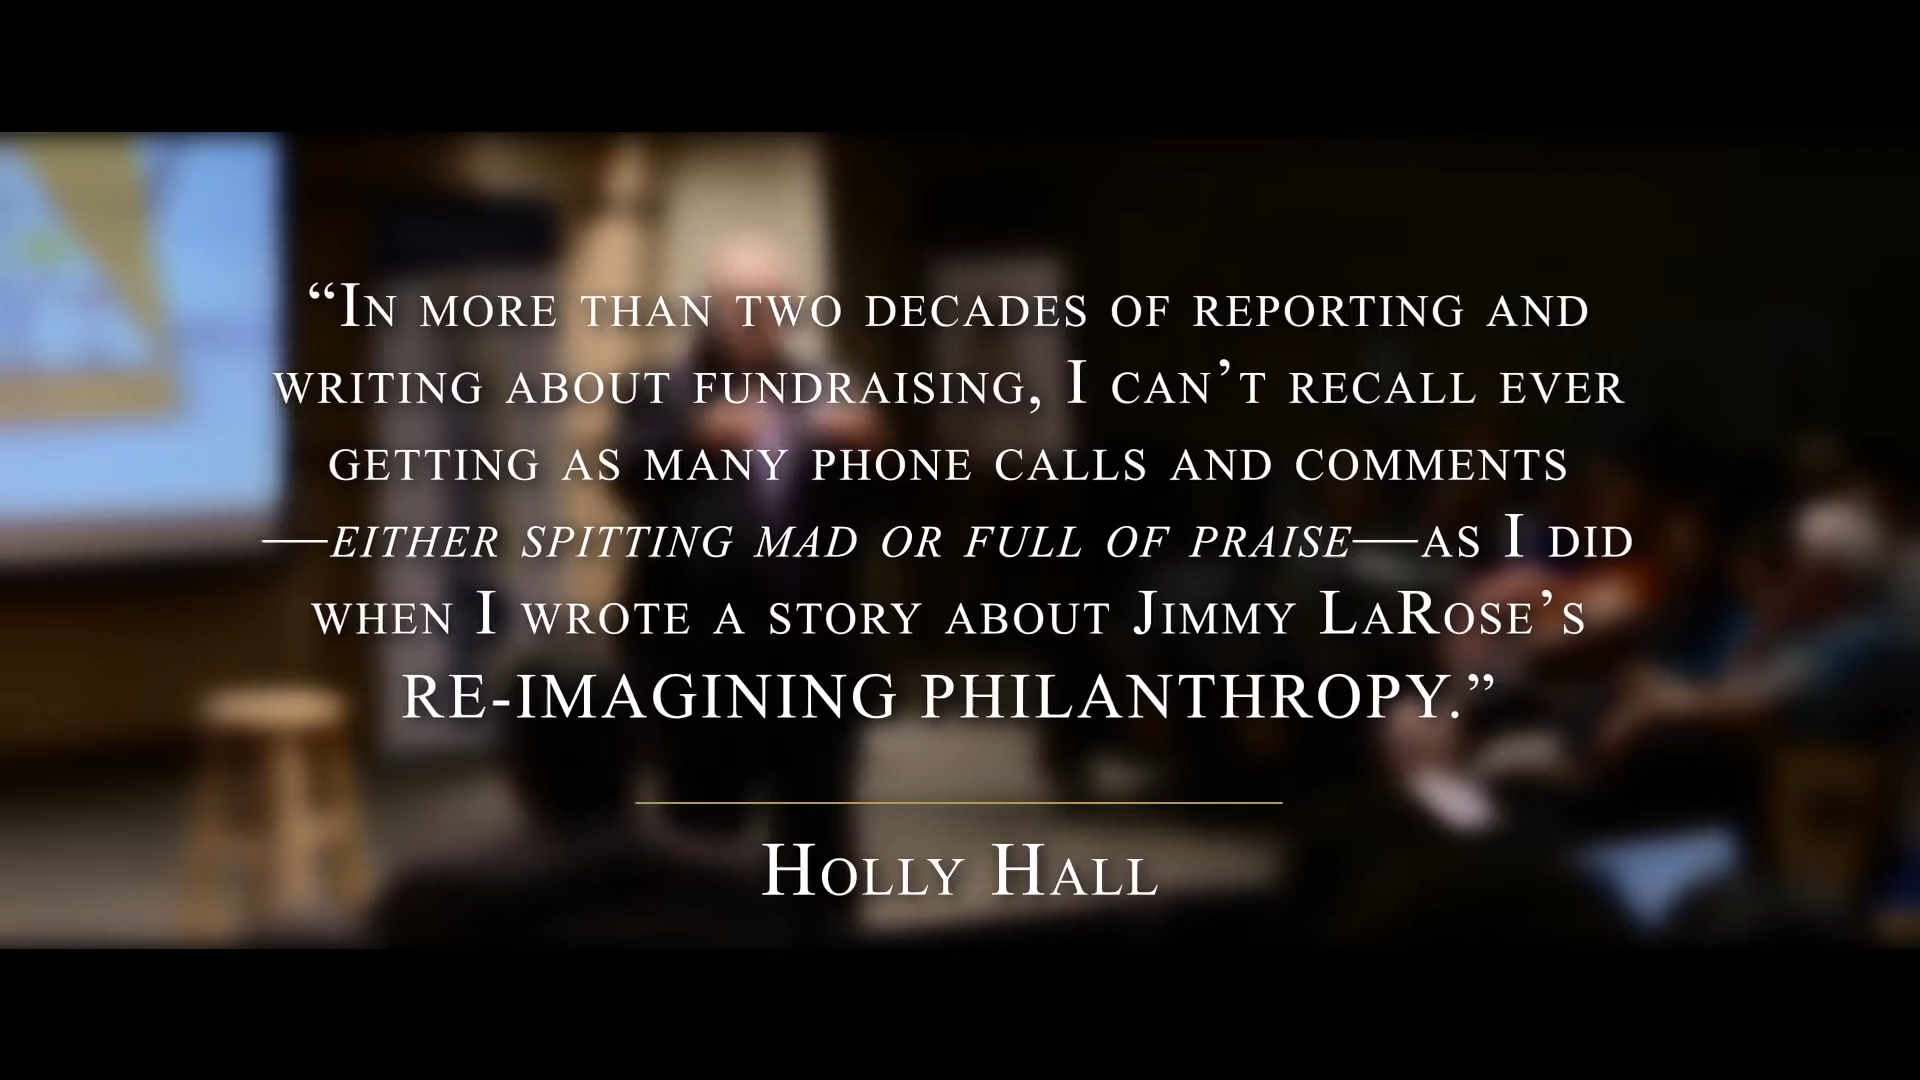 “In more than two decades of reporting and
writing about fundraising, I can’t recall ever
getting as many phone calls and comments
—either spitting mad or full of praise—as I did
when I wrote a story about Jimmy LaRose’s
RE-IMAGINING PHILANTHROPY.”
Holly Hall